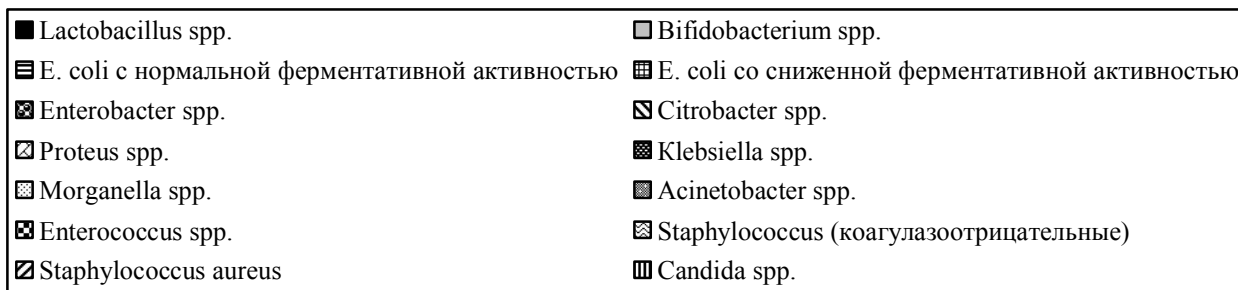 Lactobacillus spp. Bifidobacterium spp.
E. coli с нормальной ферментативной активностью E. coli со сниженной ферментативной активностью
Enterobacter spp. Citrobacter spp.
Proteus spp. Klebsiella spp.
Morganella spp. Acinetobacter spp.
Enterococcus spp. Staphylococcus (коагулазоотрицательные)
Staphylococcus aureus Candida spp.